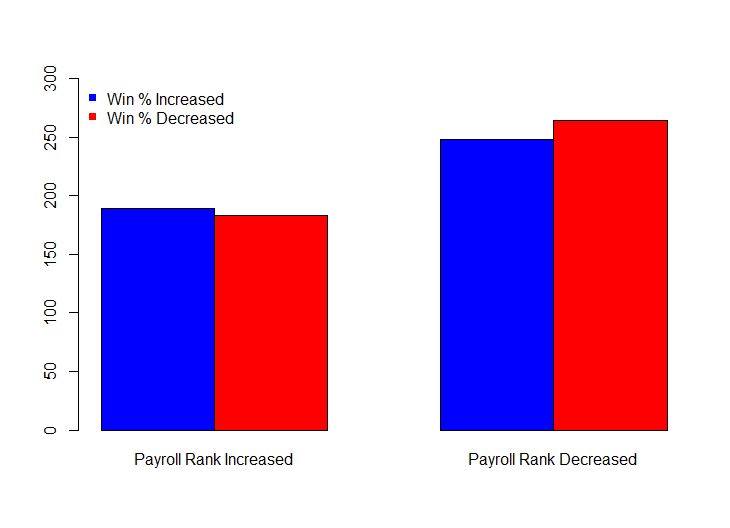 300
250
200
150
100
50
0
Win % Increased
Win % Decreased
Payroll Rank Increased
Payroll Rank Decreased